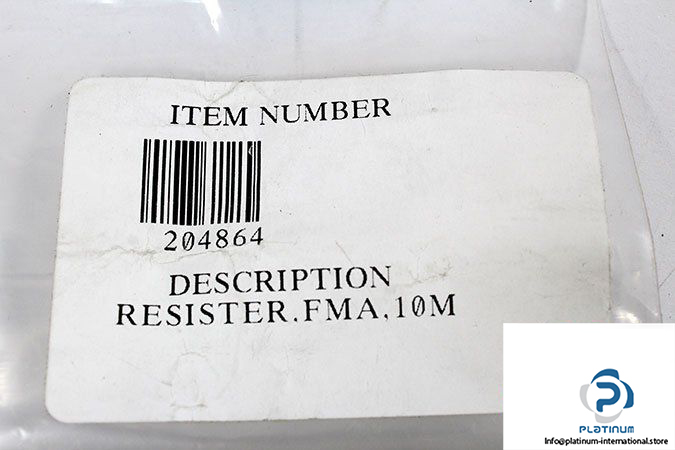 ITEM NUMBER
204864
DESCRIPTION
RESISTER,FMA,10M
PLATINUM
Info@platinum-international.store